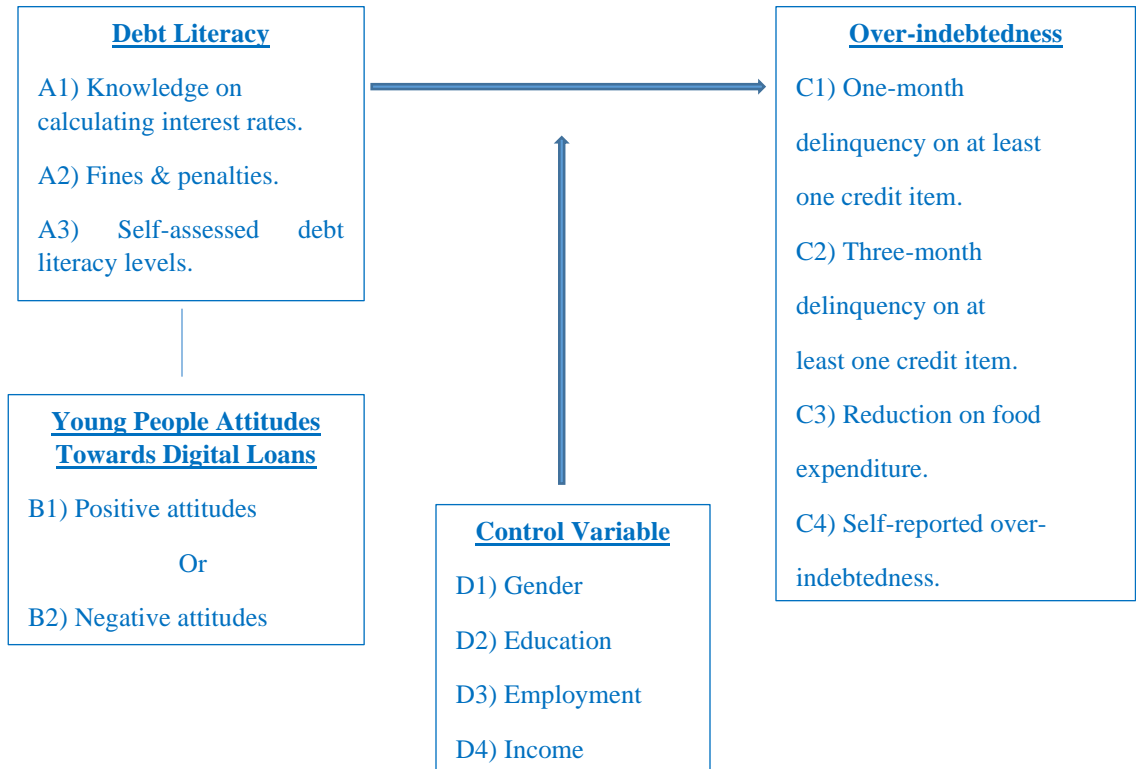 Debt Literacy
A1) Knowledge on
calculating interest rates.
A2) Fines & penalties.
A3) Self-assessed debt
literacy levels.
Young People Attitudes
Towards Digital Loans
B1) Positive attitudes
Or
B2) Negative attitudes
Control Variable
D1) Gender
D2) Education
D3) Employment
D4) Income
Over-indebtedness
C1) One-month
delinquency on at least
one credit item.
C2) Three-month
delinquency on at
least one credit item.
C3) Reduction on food
expenditure.
C4) Self-reported over-
indebtedness.